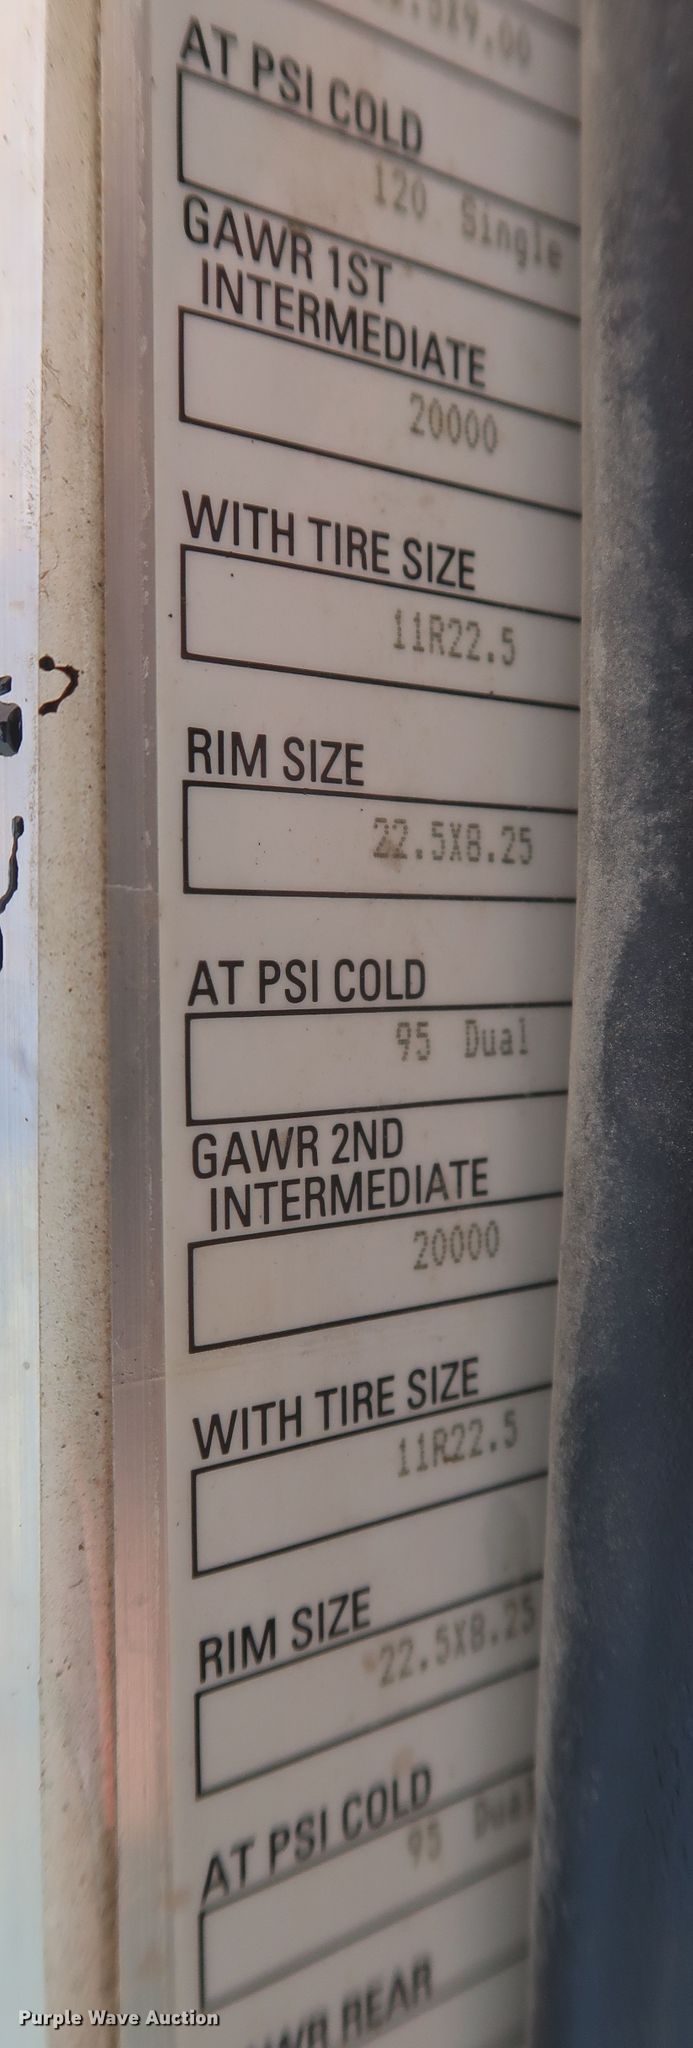 AT PSI COLD
120 Single
GAWR 1ST
INTERMEDIATE
20000
WITH TIRE SIZE
11R22.5
RIM SIZE
22.5X8.25
AT PSI COLD
95 Dual
GAWR 2ND
INTERMEDIATE
20000
WITH TIRE SIZE
11R22.5
RIM SIZE
22.5X8.25
AT PSI COLD
95 Dual
REAR
Purple Wave Auction